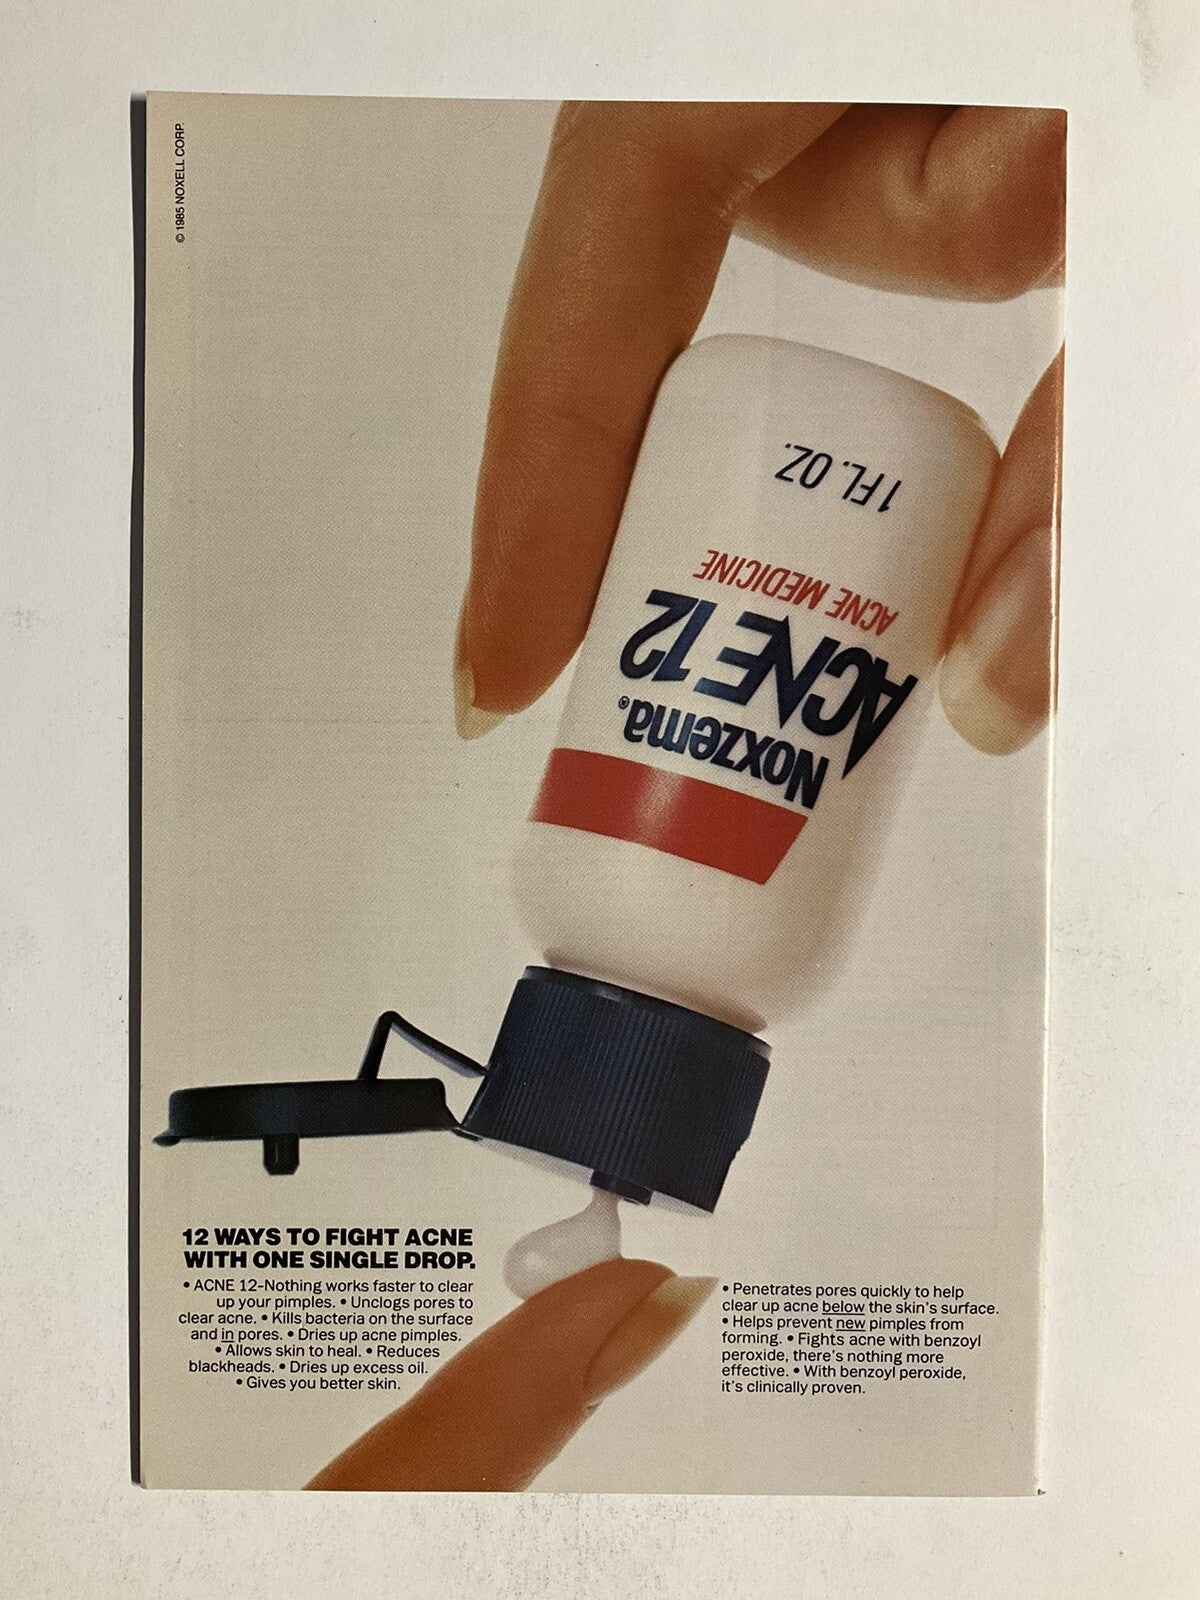 © 1985 NOXELL CORP.
1 FL. OZ.
ACNE MEDICINE
ACNE 12
Noxzema®
12 WAYS TO FIGHT ACNE
WITH ONE SINGLE DROP.
• ACNE 12–Nothing works faster to clear
up your pimples. • Unclogs pores to
clear acne. • Kills bacteria on the surface
and in pores. • Dries up acne pimples.
• Allows skin to heal. • Reduces
blackheads. • Dries up excess oil.
• Gives you better skin.
• Penetrates pores quickly to help
clear up acne below the skin's surface.
• Helps prevent new pimples from
forming. • Fights acne with benzoyl
peroxide, there's nothing more
effective. • With benzoyl peroxide,
it's clinically proven.